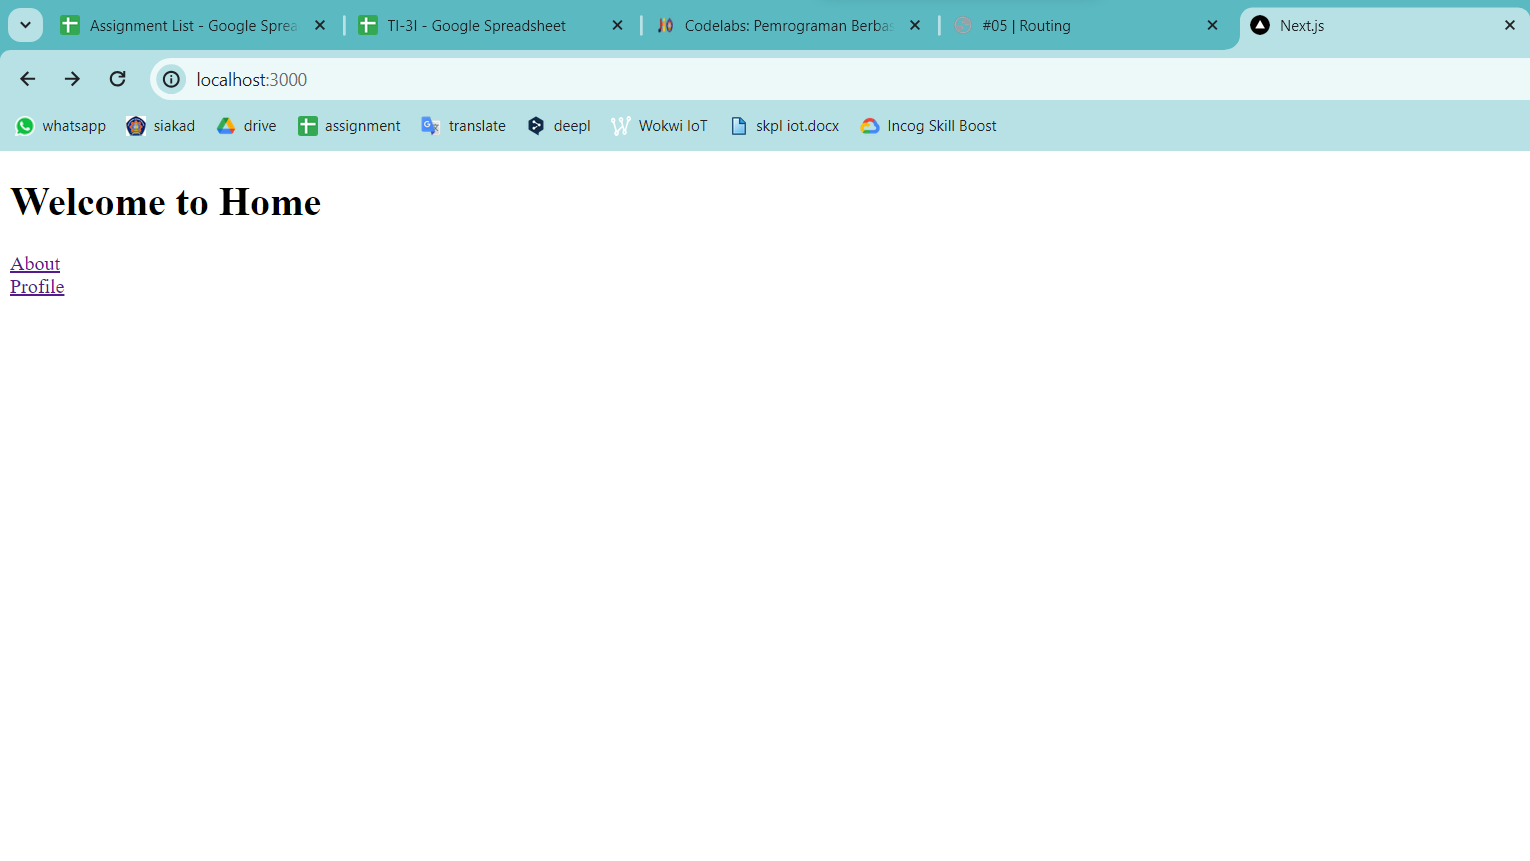 Assignment List - Google Sprea
TI-3I - Google Spreadsheet
Codelabs: Pemrograman Berbas
#05 | Routing
Next.js
localhost:3000
whatsapp
siakad
drive
assignment
translate
deepl
Wokwi IoT
skpl iot.docx
Incog Skill Boost
Welcome to Home
About
Profile